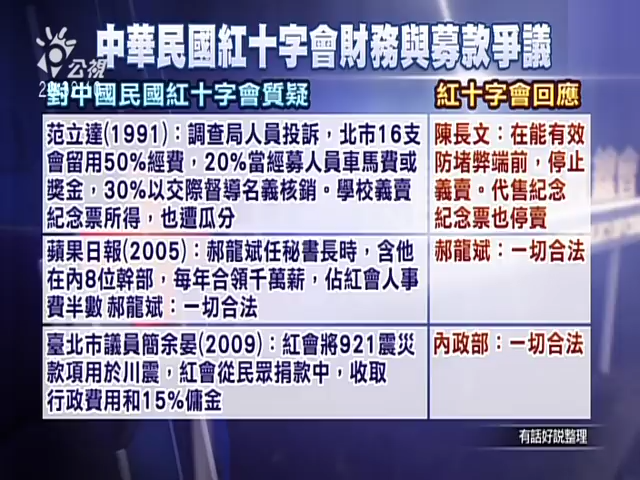 中華民國紅十字會財務與募款爭議
公視
對中國民國紅十字會質疑
紅十字會回應
范立達(1991)：調查局人員投訴，北市16支
會留用50%經費，20%當經募人員車馬費或
獎金，30%以交際督導名義核銷。學校義賣
紀念票所得，也遭瓜分
陳長文：在能有效
防堵弊端前，停止
義賣。代售紀念
紀念票也停賣
蘋果日報(2005)：郝龍斌任秘書長時，含他
在內8位幹部，每年合領千萬薪，佔紅會人事
費半數 郝龍斌：一切合法
郝龍斌：一切合法
臺北市議員簡余晏(2009)：紅會將921震災
款項用於川震，紅會從民眾捐款中，收取
行政費用和15%傭金
內政部：一切合法
有話好說整理